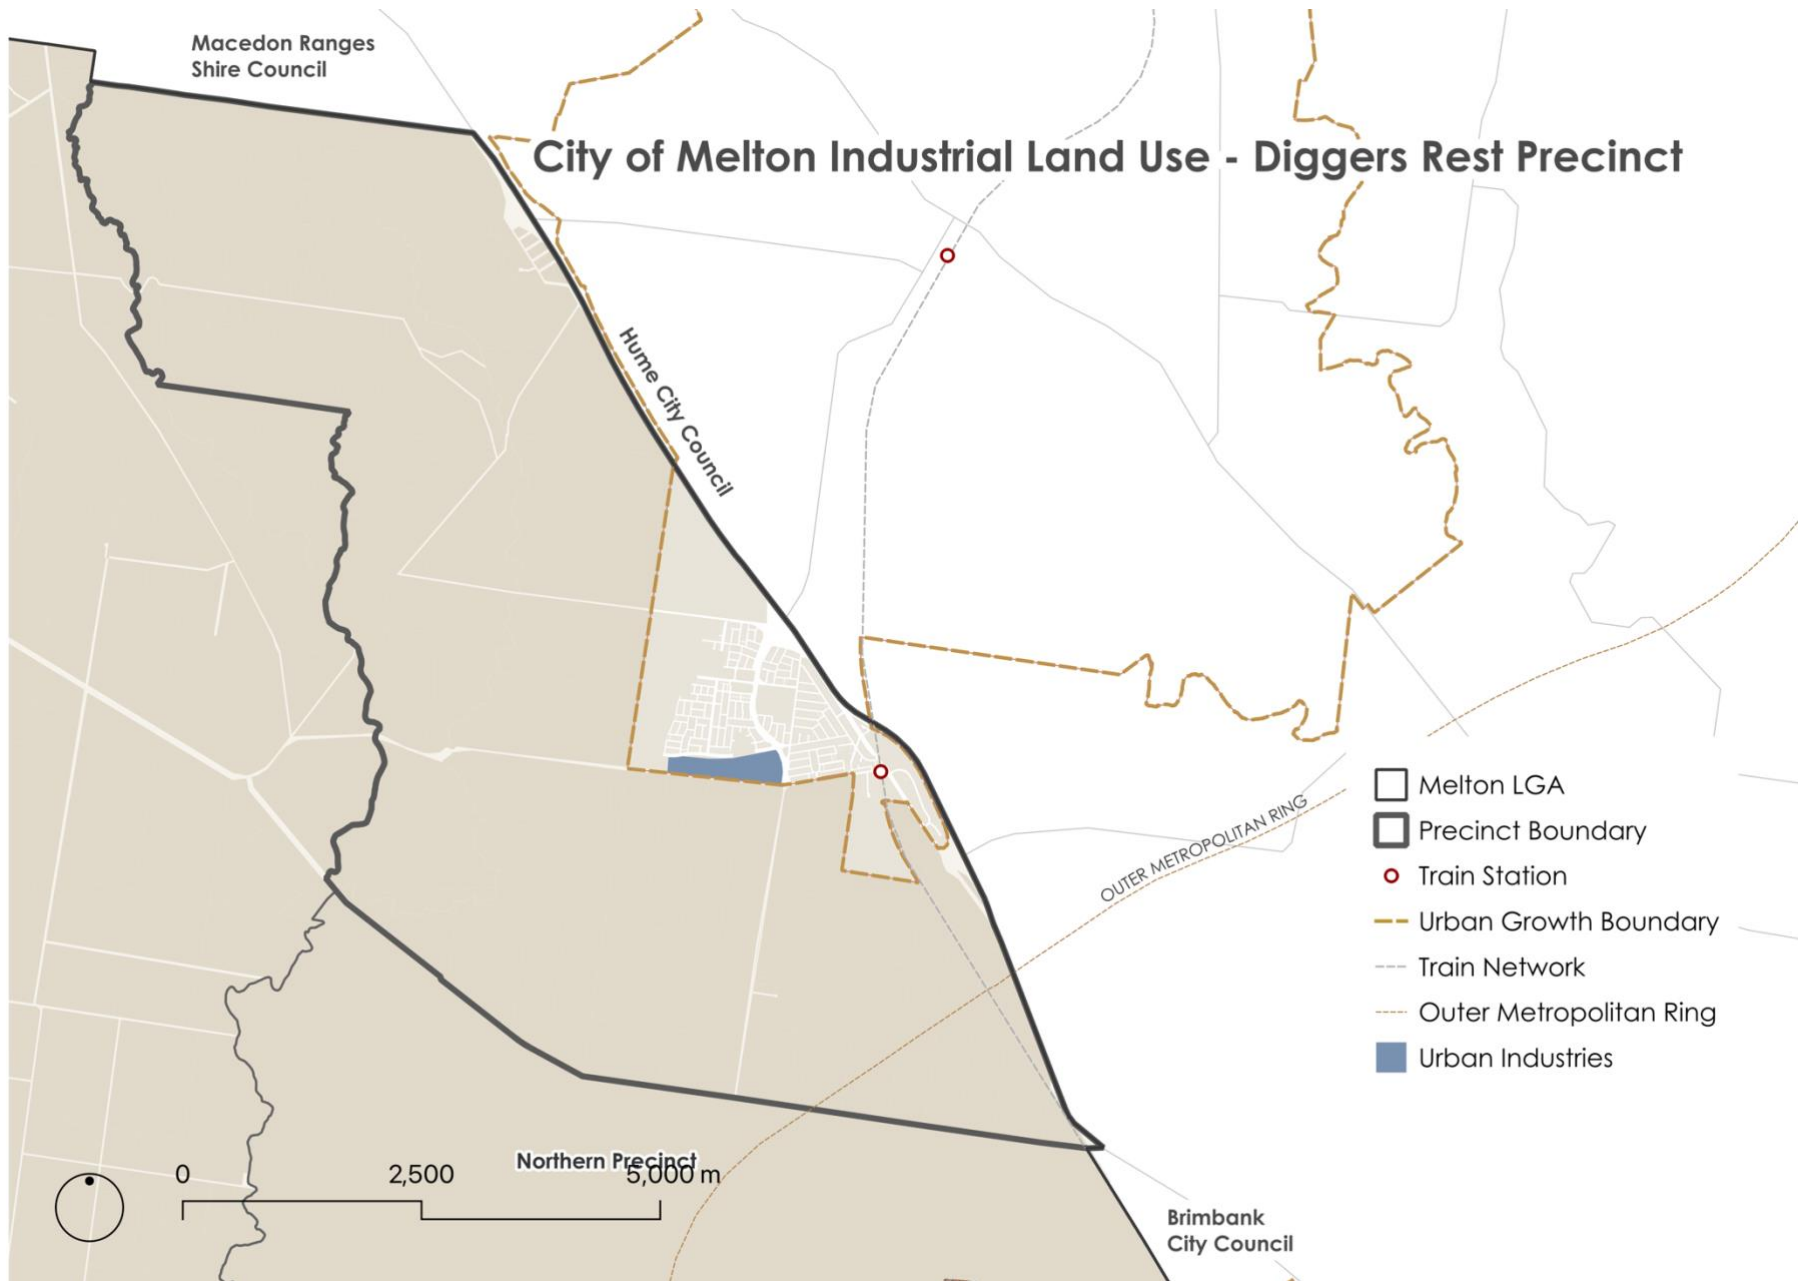 Macedon Ranges
Shire Council
City of Melton Industrial Land Use - Diggers Rest Precinct
Hume City Council
OUTER METROPOLITAN RING
Melton LGA
Precinct Boundary
Train Station
Urban Growth Boundary
Train Network
Outer Metropolitan Ring
Urban Industries
Northern Precinct
0 2,500 5,000 m
Brimbank
City Council